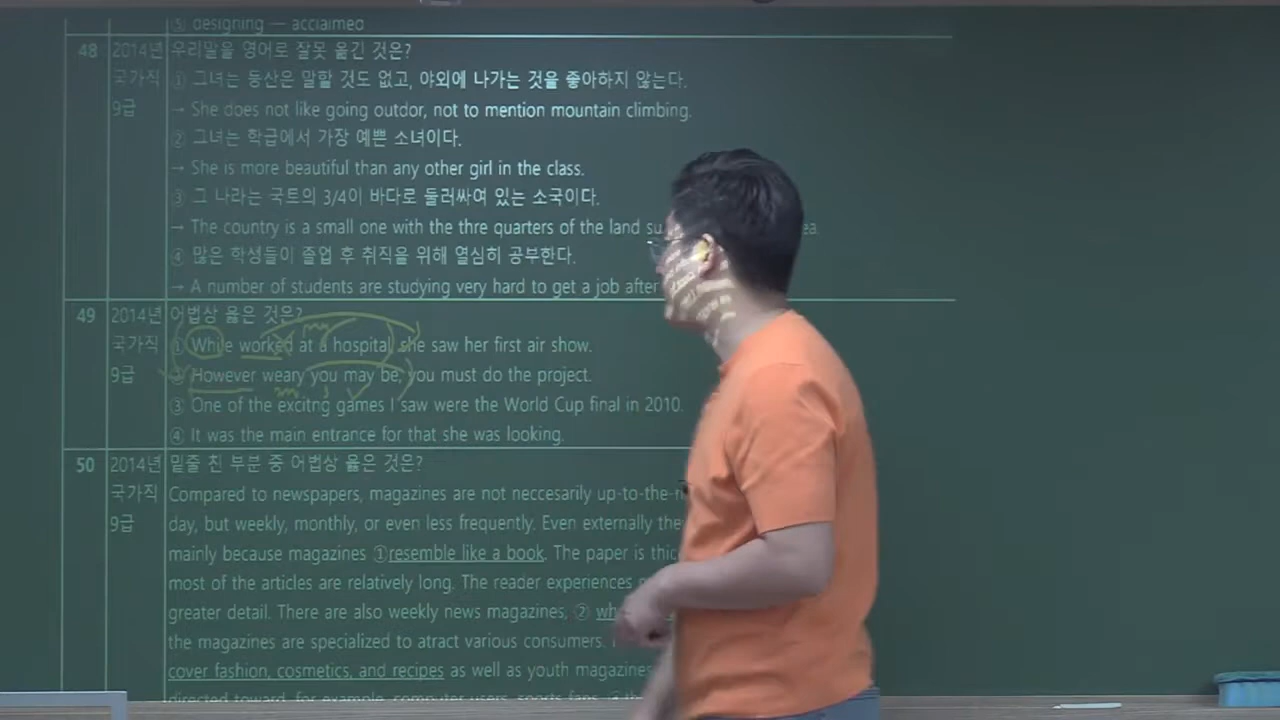 ⑤ designing — acclaimed
48 2014년 우리말을 영어로 잘못 옮긴 것은?
국가직 ① 그녀는 등산은 말할 것도 없고, 야외에 나가는 것을 좋아하지 않는다.
9급 → She does not like going outdor, not to mention mountain climbing.
② 그녀는 학급에서 가장 예쁜 소녀이다.
→ She is more beautiful than any other girl in the class.
③ 그 나라는 국트의 3/4이 바다로 둘러싸여 있는 소국이다.
→ The country is a small one with the thre quarters of the land
④ 많은 학생들이 졸업 후 취직을 위해 열심히 공부한다.
→ A number of students are studying very hard to get a job after
49 2014년 어법상 옳은 것은?
국가직 ① While worked at a hospital, she saw her first air show.
9급 ② However weary you may be, you must do the project.
③ One of the excitng games I saw were the World Cup final in 2010.
④ It was the main entrance for that she was looking.
50 2014년 밑줄 친 부분 중 어법상 옳은 것은?
국가직 Compared to newspapers, magazines are not neccesarily up-to-the-
9급 day, but weekly, monthly, or even less frequently. Even externally
mainly because magazines ①resemble like a book. The paper is
most of the articles are relatively long. The reader experiences
greater detail. There are also weekly news magazines, ②
the magazines are specialized to atract various consumers.
cover fashion, cosmetics, and recipes as well as youth magazines
directed toward, for example, computer users, sports fans,